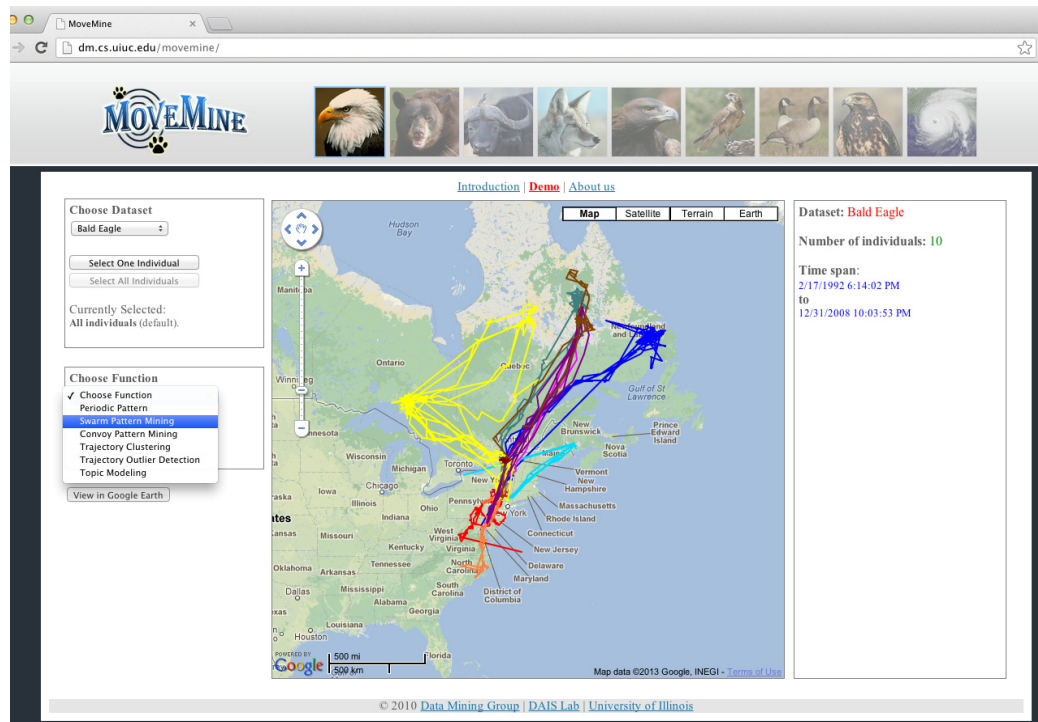 MoveMine
dm.cs.uiuc.edu/movemine/
MOVEMINE
Introduction | Demo | About us
Choose Dataset
Bald Eagle
Select One Individual
Select All Individuals
Currently Selected:
All individuals (default).
Choose Function
✓ Choose Function
Periodic Pattern
Swarm Pattern Mining
Convoy Pattern Mining
Trajectory Clustering
Trajectory Outlier Detection
Topic Modeling
View in Google Earth
Map
Satellite
Terrain
Earth
Hudson
Bay
Manitoba
Ontario
Quebec
Newfoundland
Winnipeg
Gulf of St
Lawrence
New
Brunswick
Prince
Edward
Island
Nova
Scotia
Maine
Wisconsin
Michigan
Toronto
Vermont
New
Hampshire
Chicago
Iowa
Illinois
Indiana
Ohio
Massachusetts
Rhode Island
Connecticut
New Jersey
Delaware
Maryland
District of
Columbia
Missouri
West
Virginia
Virginia
Kentucky
Tennessee
North
Carolina
South
Carolina
Oklahoma
Arkansas
Dallas
Mississippi
Alabama
Georgia
Louisiana
Houston
Florida
POWERED BY
Google
500 mi
500 km
Map data ©2013 Google, INEGI - Terms of Use
Dataset: Bald Eagle
Number of individuals: 10
Time span:
2/17/1992 6:14:02 PM
to
12/31/2008 10:03:53 PM
© 2010 Data Mining Group | DAIS Lab | University of Illinois